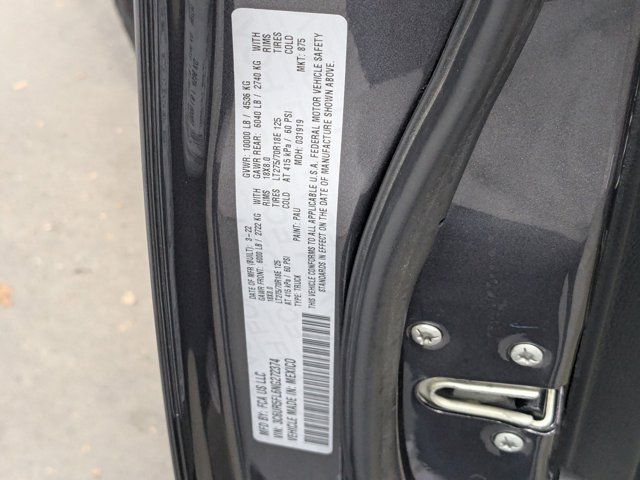 MFD BY: FCA US LLC
VIN: 3C6UR5FL6NG272374
VEHICLE MADE IN: MEXICO
DATE OF MFR (BUILT): 3-22
GVWR: 10000 LB / 4536 KG
GAWR FRONT: 6000 LB / 2722 KG WITH
18X8.0 RIMS
LT275/70R18E 125 TIRES
AT 415 kPa / 60 PSI COLD
GAWR REAR: 6040 LB / 2740 KG WITH
18X8.0 RIMS
LT275/70R18E 125 TIRES
AT 415 kPa / 60 PSI COLD
TYPE: TRUCK PAINT: PAU MDH: 031919 MKT: 875
THIS VEHICLE CONFORMS TO ALL APPLICABLE U.S.A. FEDERAL MOTOR VEHICLE SAFETY
STANDARDS IN EFFECT ON THE DATE OF MANUFACTURE SHOWN ABOVE.